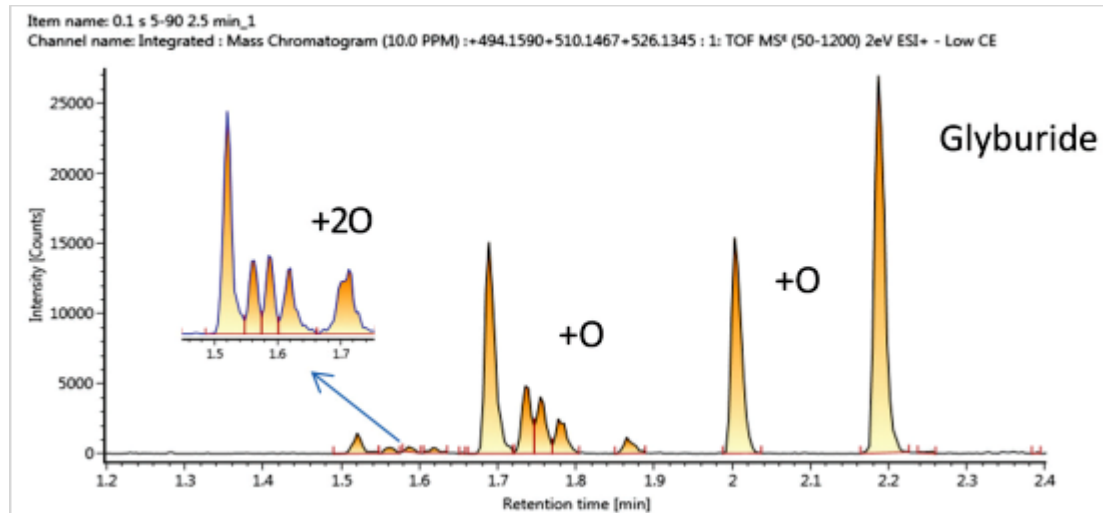 Item name: 0.1 s 5-90 2.5 min_1
Channel name: Integrated : Mass Chromatogram (10.0 PPM) :+494.1590+510.1467+526.1345 : 1: TOF MSᴱ (50-1200) 2eV ESI+ - Low CE
25000
20000
15000
10000
5000
0
Intensity [Counts]
Glyburide
+2O
+O
+O
1.5 1.6 1.7
1.2 1.3 1.4 1.5 1.6 1.7 1.8 1.9 2 2.1 2.2 2.3 2.4
Retention time [min]